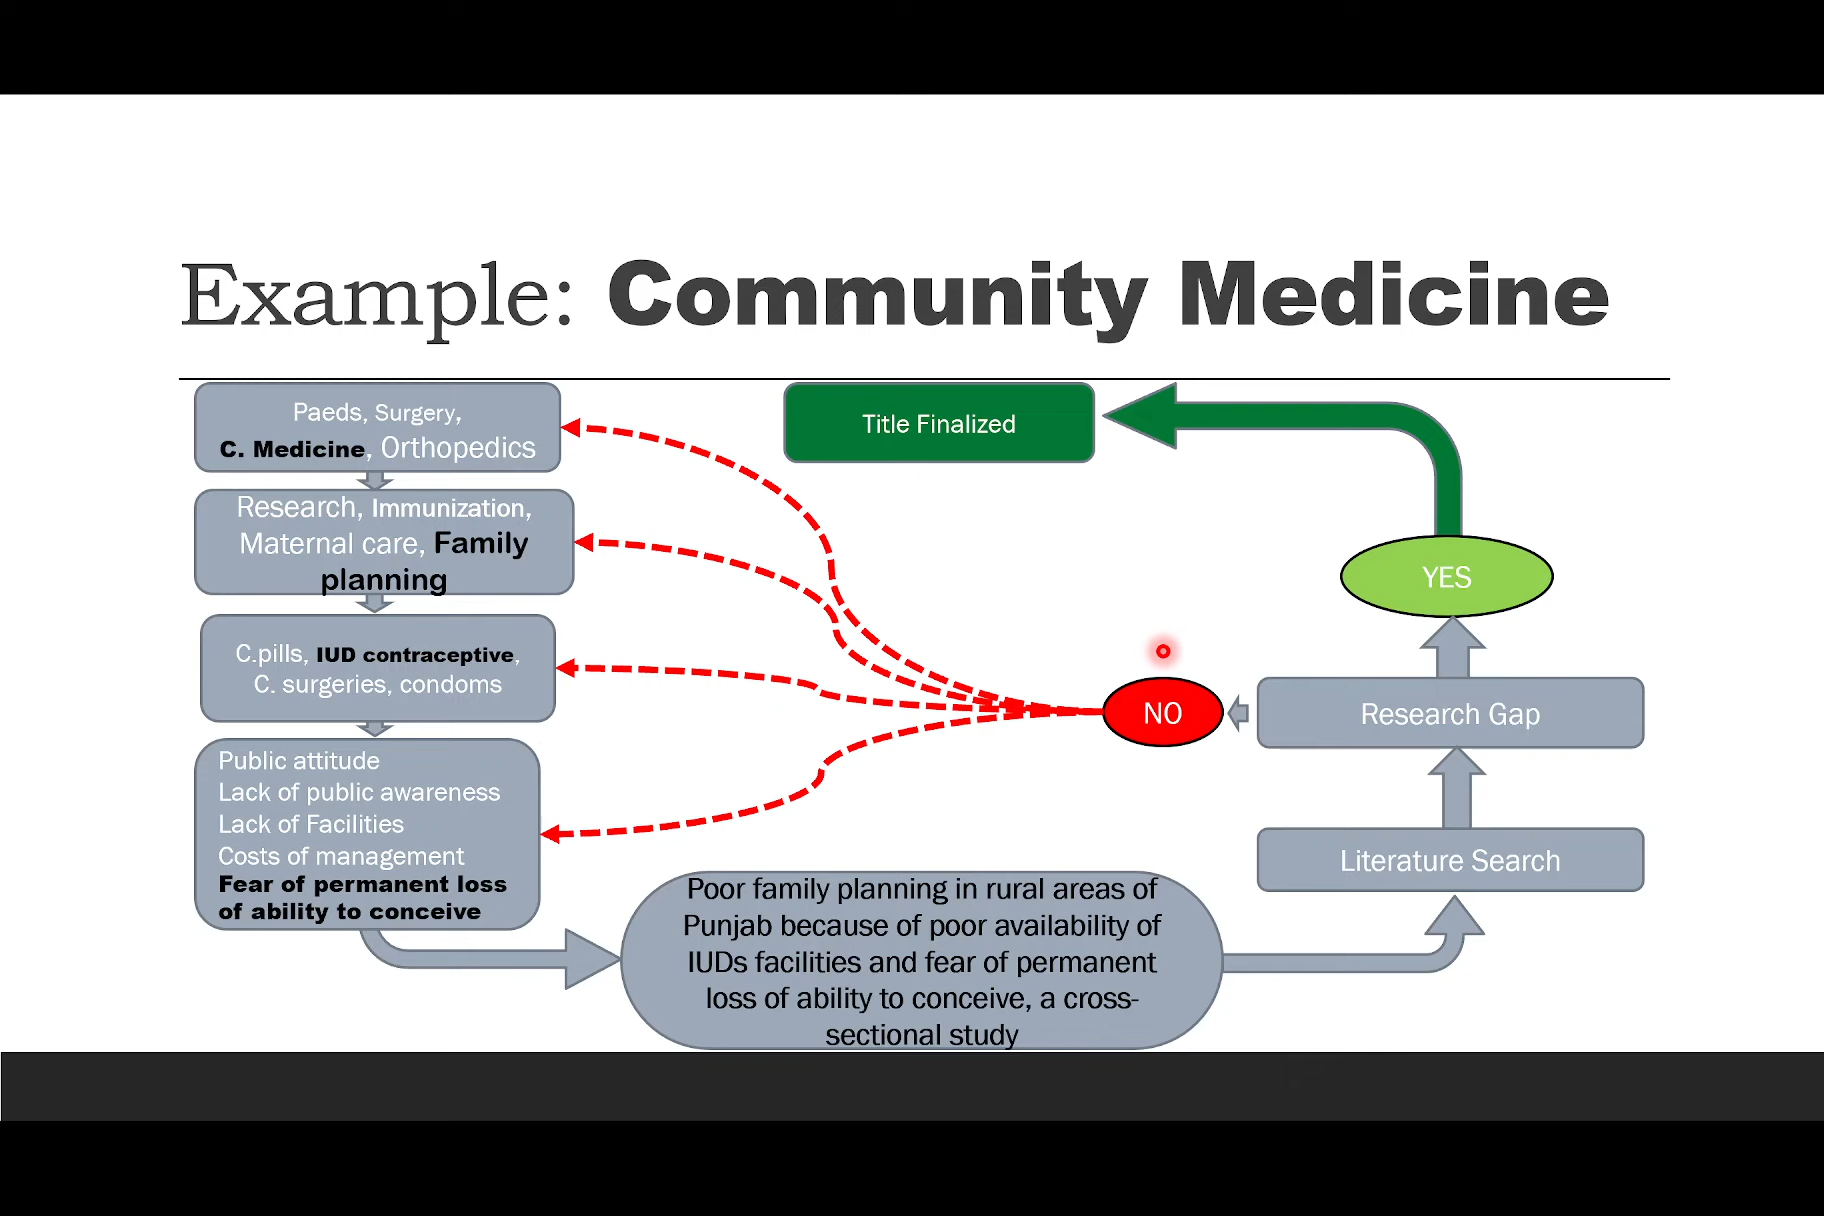 Example: Community Medicine
Paeds, Surgery,
C. Medicine, Orthopedics
Research, Immunization,
Maternal care, Family
planning
C.pills, IUD contraceptive,
C. surgeries, condoms
Public attitude
Lack of public awareness
Lack of Facilities
Costs of management
Fear of permanent loss
of ability to conceive
Poor family planning in rural areas of
Punjab because of poor availability of
IUDs facilities and fear of permanent
loss of ability to conceive, a cross-
sectional study
Literature Search
Research Gap
NO
YES
Title Finalized